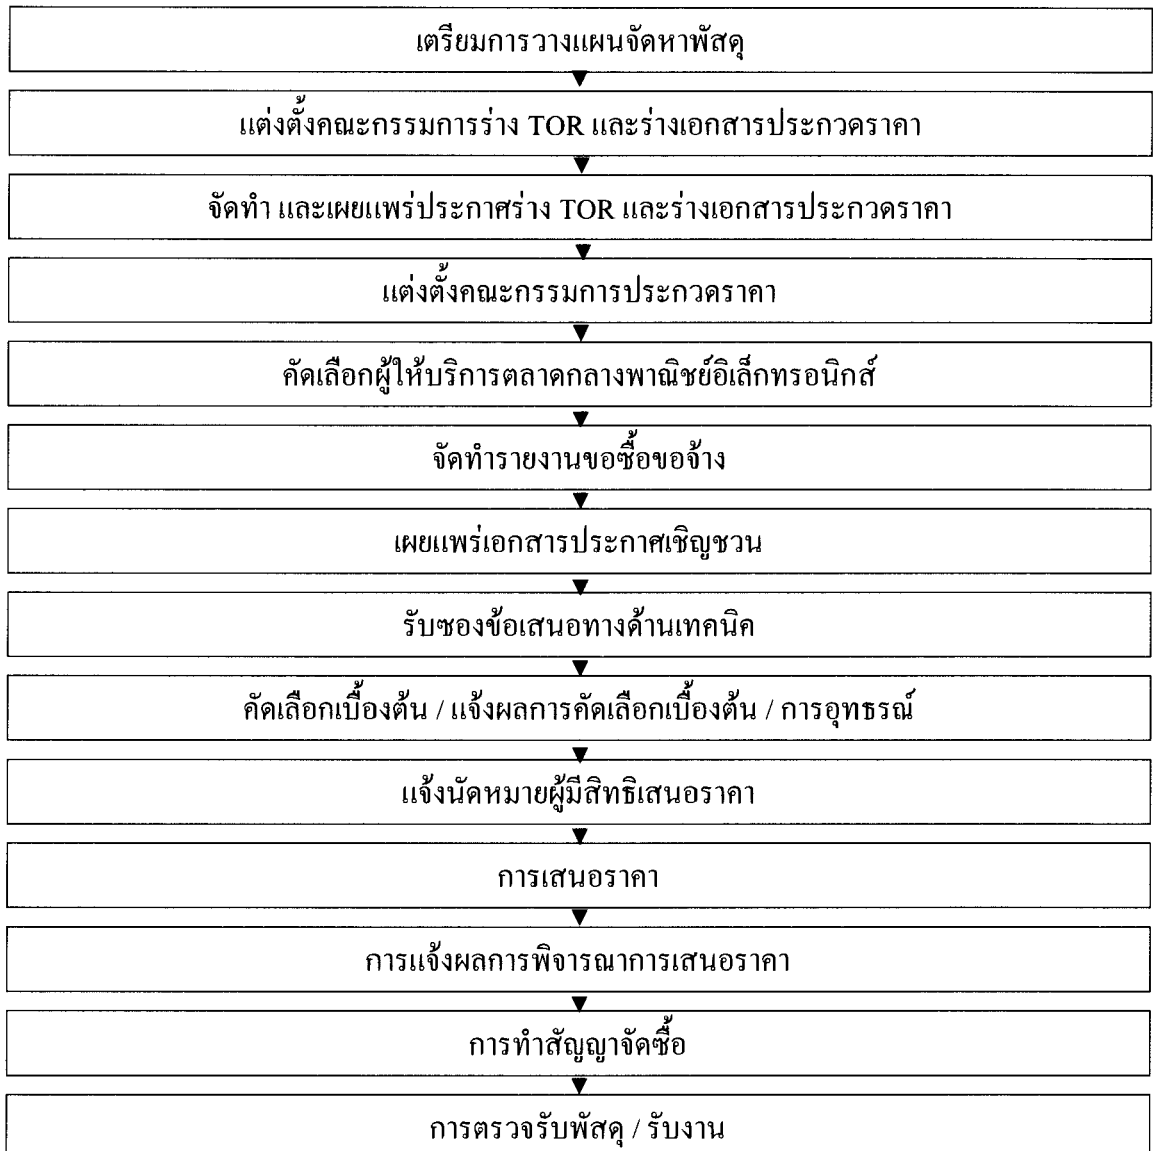 เตรียมการวางแผนจัดหาพัสดุ
แต่งตั้งคณะกรรมการร่าง TOR และร่างเอกสารประกวดราคา
จัดทำ และเผยแพร่ประกาศร่าง TOR และร่างเอกสารประกวดราคา
แต่งตั้งคณะกรรมการประกวดราคา
คัดเลือกผู้ให้บริการตลาดกลางพาณิชย์อิเล็กทรอนิกส์
จัดทำรายงานขอซื้อขอจ้าง
เผยแพร่เอกสารประกาศเชิญชวน
รับซองข้อเสนอทางด้านเทคนิค
คัดเลือกเบื้องต้น / แจ้งผลการคัดเลือกเบื้องต้น / การอุทธรณ์
แจ้งนัดหมายผู้มีสิทธิเสนอราคา
การเสนอราคา
การแจ้งผลการพิจารณาการเสนอราคา
การทำสัญญาจัดซื้อ
การตรวจรับพัสดุ / รับงาน